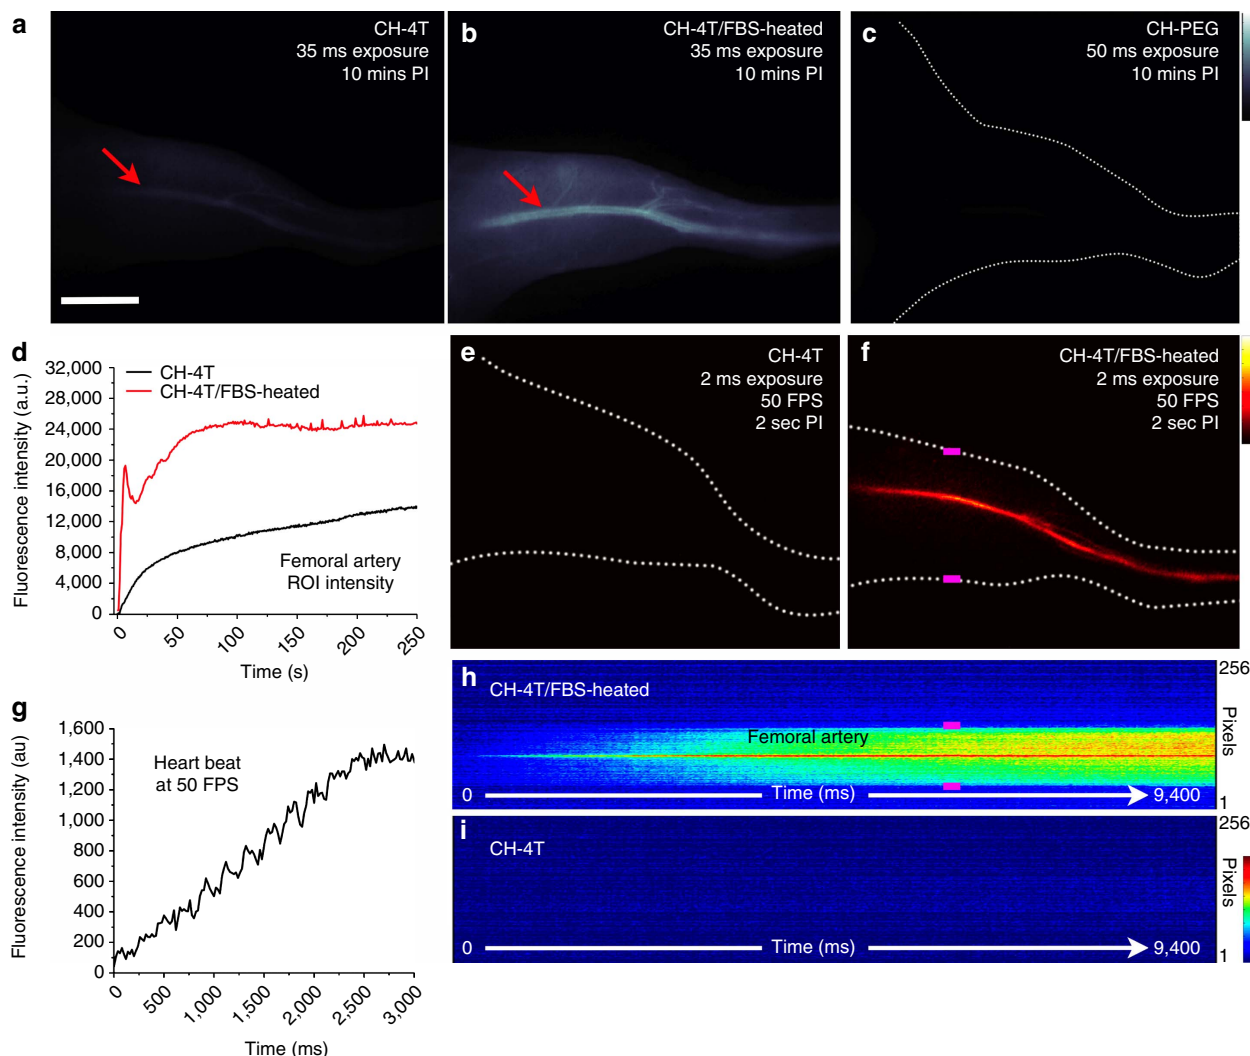 a
CH-4T
35 ms exposure
10 mins PI
b
CH-4T/FBS-heated
35 ms exposure
10 mins PI
c
CH-PEG
50 ms exposure
10 mins PI
d
Fluorescence intensity (a.u.)
32,000
28,000
24,000
20,000
16,000
12,000
8,000
4,000
0
CH-4T
CH-4T/FBS-heated
Femoral artery
ROI intensity
0
50
100
150
200
250
Time (s)
e
CH-4T
2 ms exposure
50 FPS
2 sec PI
f
CH-4T/FBS-heated
2 ms exposure
50 FPS
2 sec PI
g
Fluorescence intensity (au)
1,600
1,400
1,200
1,000
800
600
400
200
0
Heart beat
at 50 FPS
0
500
1,000
1,500
2,000
2,500
3,000
Time (ms)
h
CH-4T/FBS-heated
Femoral artery
0
Time (ms)
9,400
256
Pixels
1
i
CH-4T
0
Time (ms)
9,400
256
Pixels
1